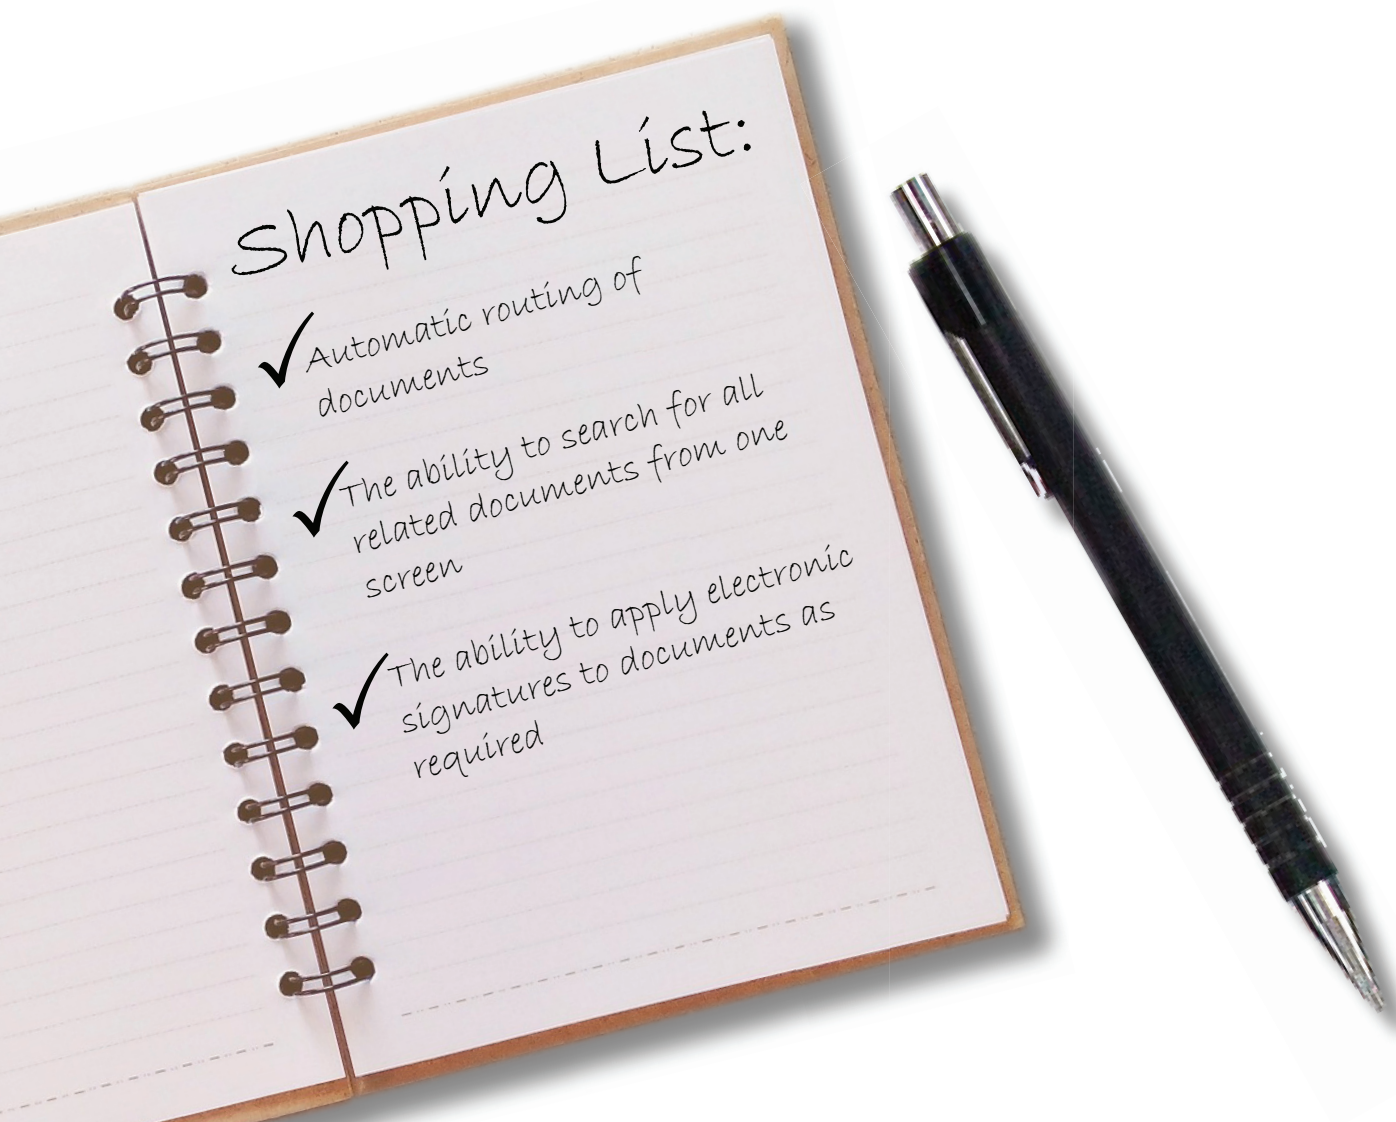 Shopping List:
✓ Automatic routing of
documents
✓ The ability to search for all
related documents from one
screen
✓ The ability to apply electronic
signatures to documents as
required